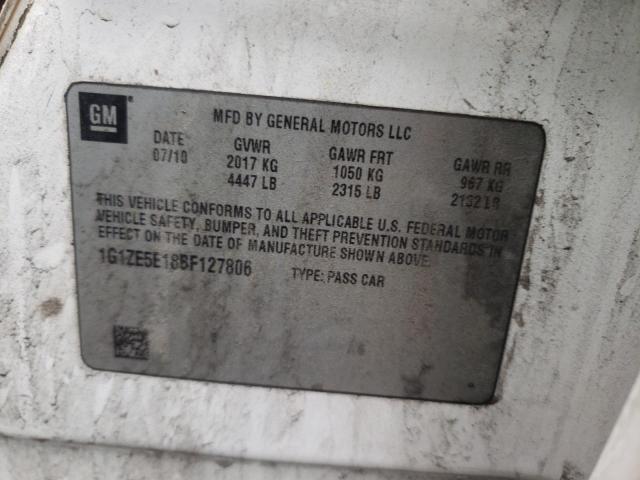 GM
MFD BY GENERAL MOTORS LLC
DATE GVWR GAWR FRT GAWR RR
07/10 2017 KG 1050 KG 967 KG
4447 LB 2315 LB 2132 LB
THIS VEHICLE CONFORMS TO ALL APPLICABLE U.S. FEDERAL MOTOR
VEHICLE SAFETY, BUMPER, AND THEFT PREVENTION STANDARDS IN
EFFECT ON THE DATE OF MANUFACTURE SHOWN ABOVE.
1G1ZE5E18BF127806 TYPE: PASS CAR